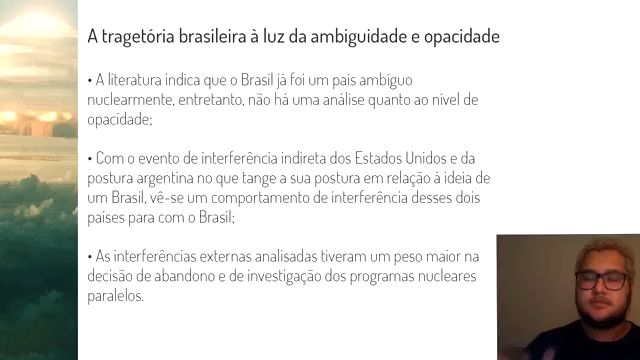 A tragetória brasileira à luz da ambiguidade e opacidade
• A literatura indica que o Brasil já foi um país ambíguo
nuclearmente, entretanto, não há uma análise quanto ao nível de
opacidade;
• Com o evento de interferência indireta dos Estados Unidos e da
postura argentina no que tange a sua postura em relação à ideia de
um Brasil, vê-se um comportamento de interferência desses dois
países para com o Brasil;
• As interferências externas analisadas tiveram um peso maior na
decisão de abandono e de investigação dos programas nucleares
paralelos.